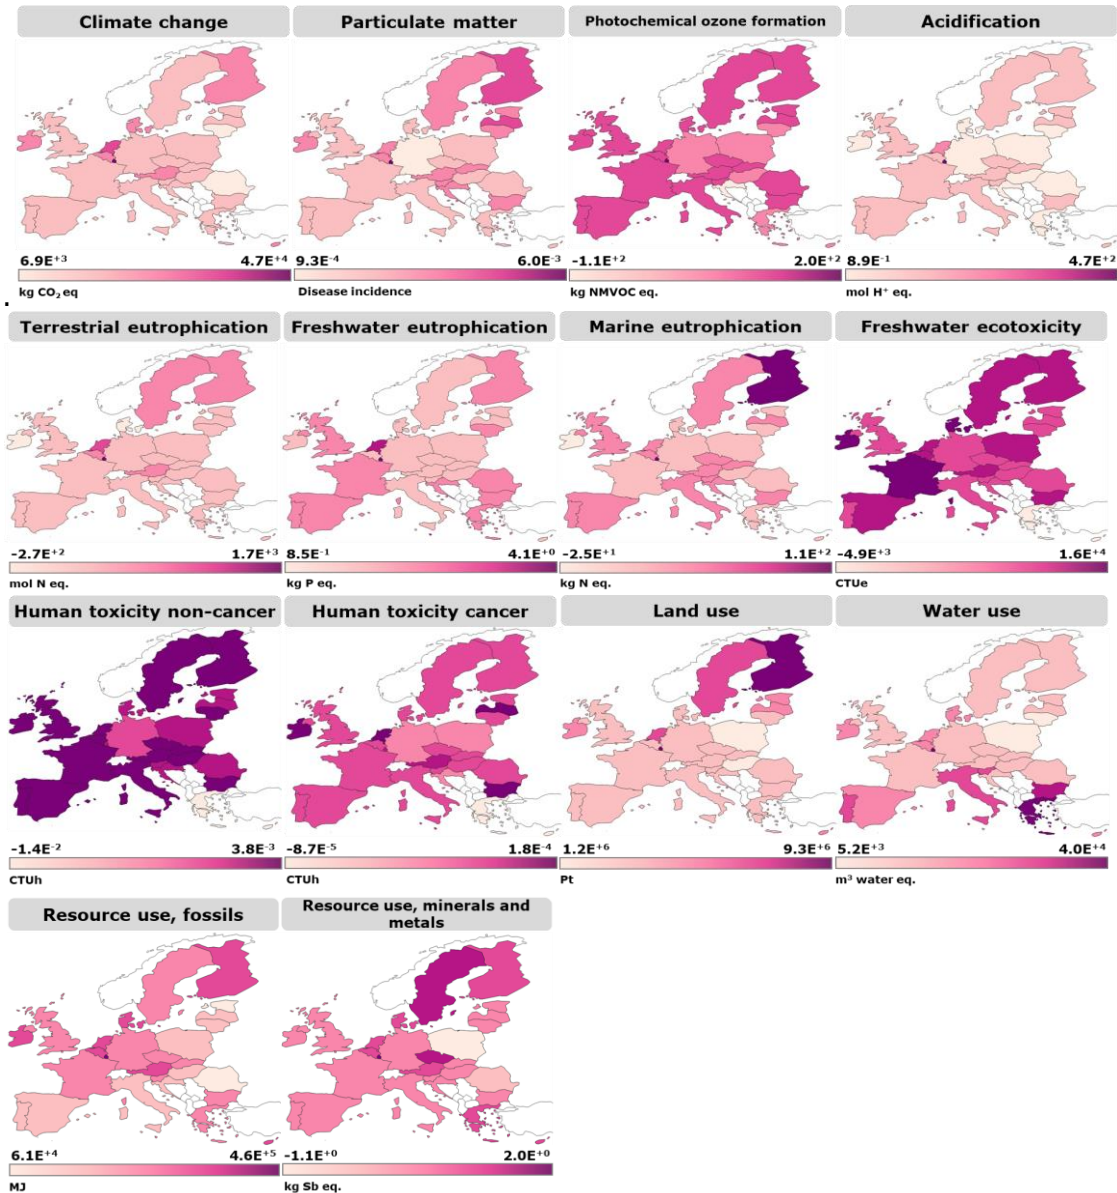 Climate change
Particulate matter
Photochemical ozone formation
Acidification
6.9E⁺³ 4.7E⁺⁴
kg CO₂ eq
9.3E⁻⁴ 6.0E⁻³
Disease incidence
-1.1E⁺² 2.0E⁺²
kg NMVOC eq.
8.9E⁻¹ 4.7E⁺²
mol H⁺ eq.
.
Terrestrial eutrophication
Freshwater eutrophication
Marine eutrophication
Freshwater ecotoxicity
-2.7E⁺² 1.7E⁺³
mol N eq.
8.5E⁻¹ 4.1E⁺⁰
kg P eq.
-2.5E⁺¹ 1.1E⁺²
kg N eq.
-4.9E⁺³ 1.6E⁺⁴
CTUe
Human toxicity non-cancer
Human toxicity cancer
Land use
Water use
-1.4E⁻² 3.8E⁻³
CTUh
-8.7E⁻⁵ 1.8E⁻⁴
CTUh
1.2E⁺⁶ 9.3E⁺⁶
Pt
5.2E⁺³ 4.0E⁺⁴
m³ water eq.
Resource use, fossils
Resource use, minerals and
metals
6.1E⁺⁴ 4.6E⁺⁵
MJ
-1.1E⁺⁰ 2.0E⁺⁰
kg Sb eq.